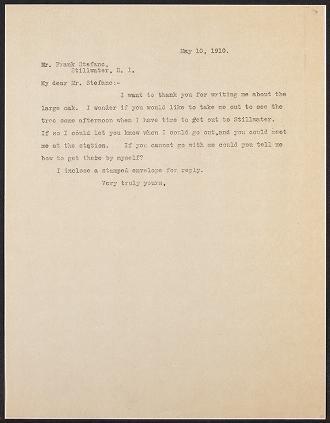 May 10, 1910.
Mr. Frank Stefano,
Stillwater, R. I.
My dear Mr. Stefano:-
I want to thank you for writing me about the
large oak. I wonder if you would like to take me out to see the
tree some afternoon when I have time to get out to Stillwater.
If so I could let you know when I could go out,and you could meet
me at the station. If you cannot go with me could you tell me
how to get there by myself?
I inclose a stamped envelope for reply.
Very truly yours,